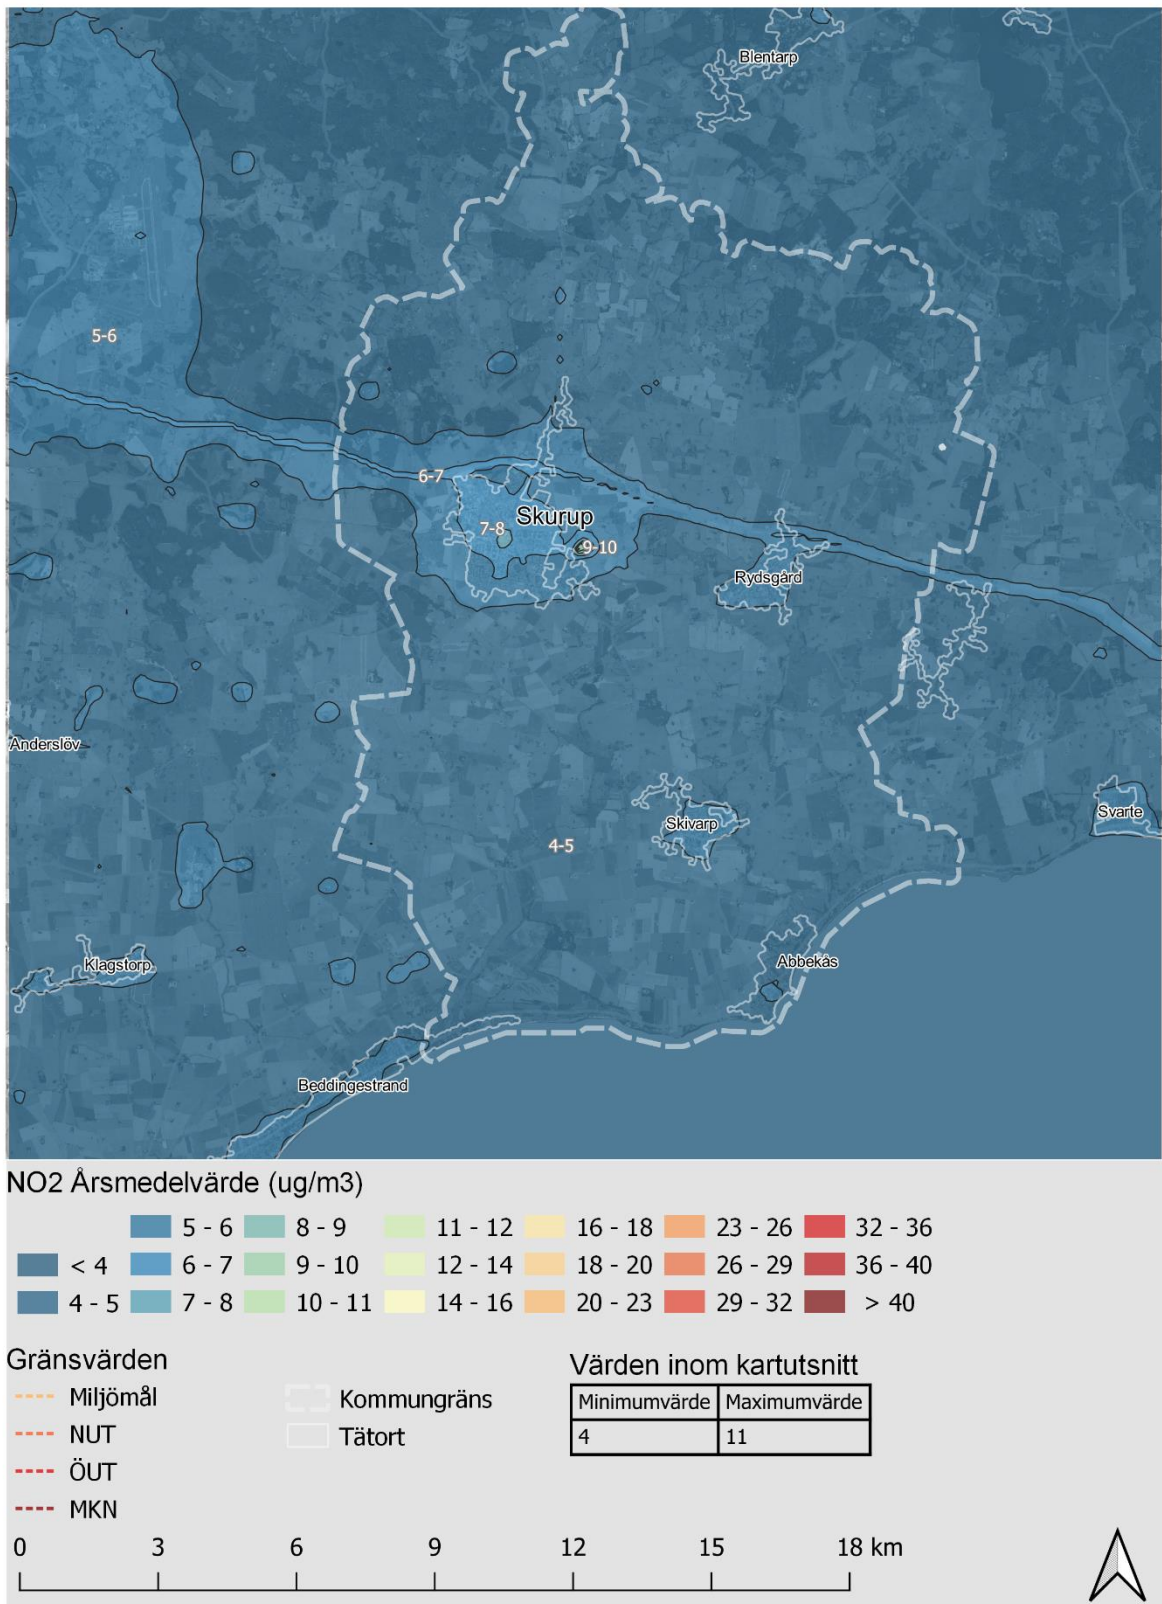 Blentarp
5-6
6-7
7-8
Skurup
9-10
Rydsgård
Anderslöv
Svarte
Skivarp
4-5
Klagstorp
Abbekås
Beddingestrand
NO2 Årsmedelvärde (ug/m3)
5 - 6 8 - 9 11 - 12 16 - 18 23 - 26 32 - 36
< 4 6 - 7 9 - 10 12 - 14 18 - 20 26 - 29 36 - 40
4 - 5 7 - 8 10 - 11 14 - 16 20 - 23 29 - 32 > 40
Gränsvärden
Miljömål
NUT
ÖUT
MKN
Kommungräns
Tätort
Värden inom kartutsnitt
Minimumvärde Maximumvärde
4 11
0 3 6 9 12 15 18 km